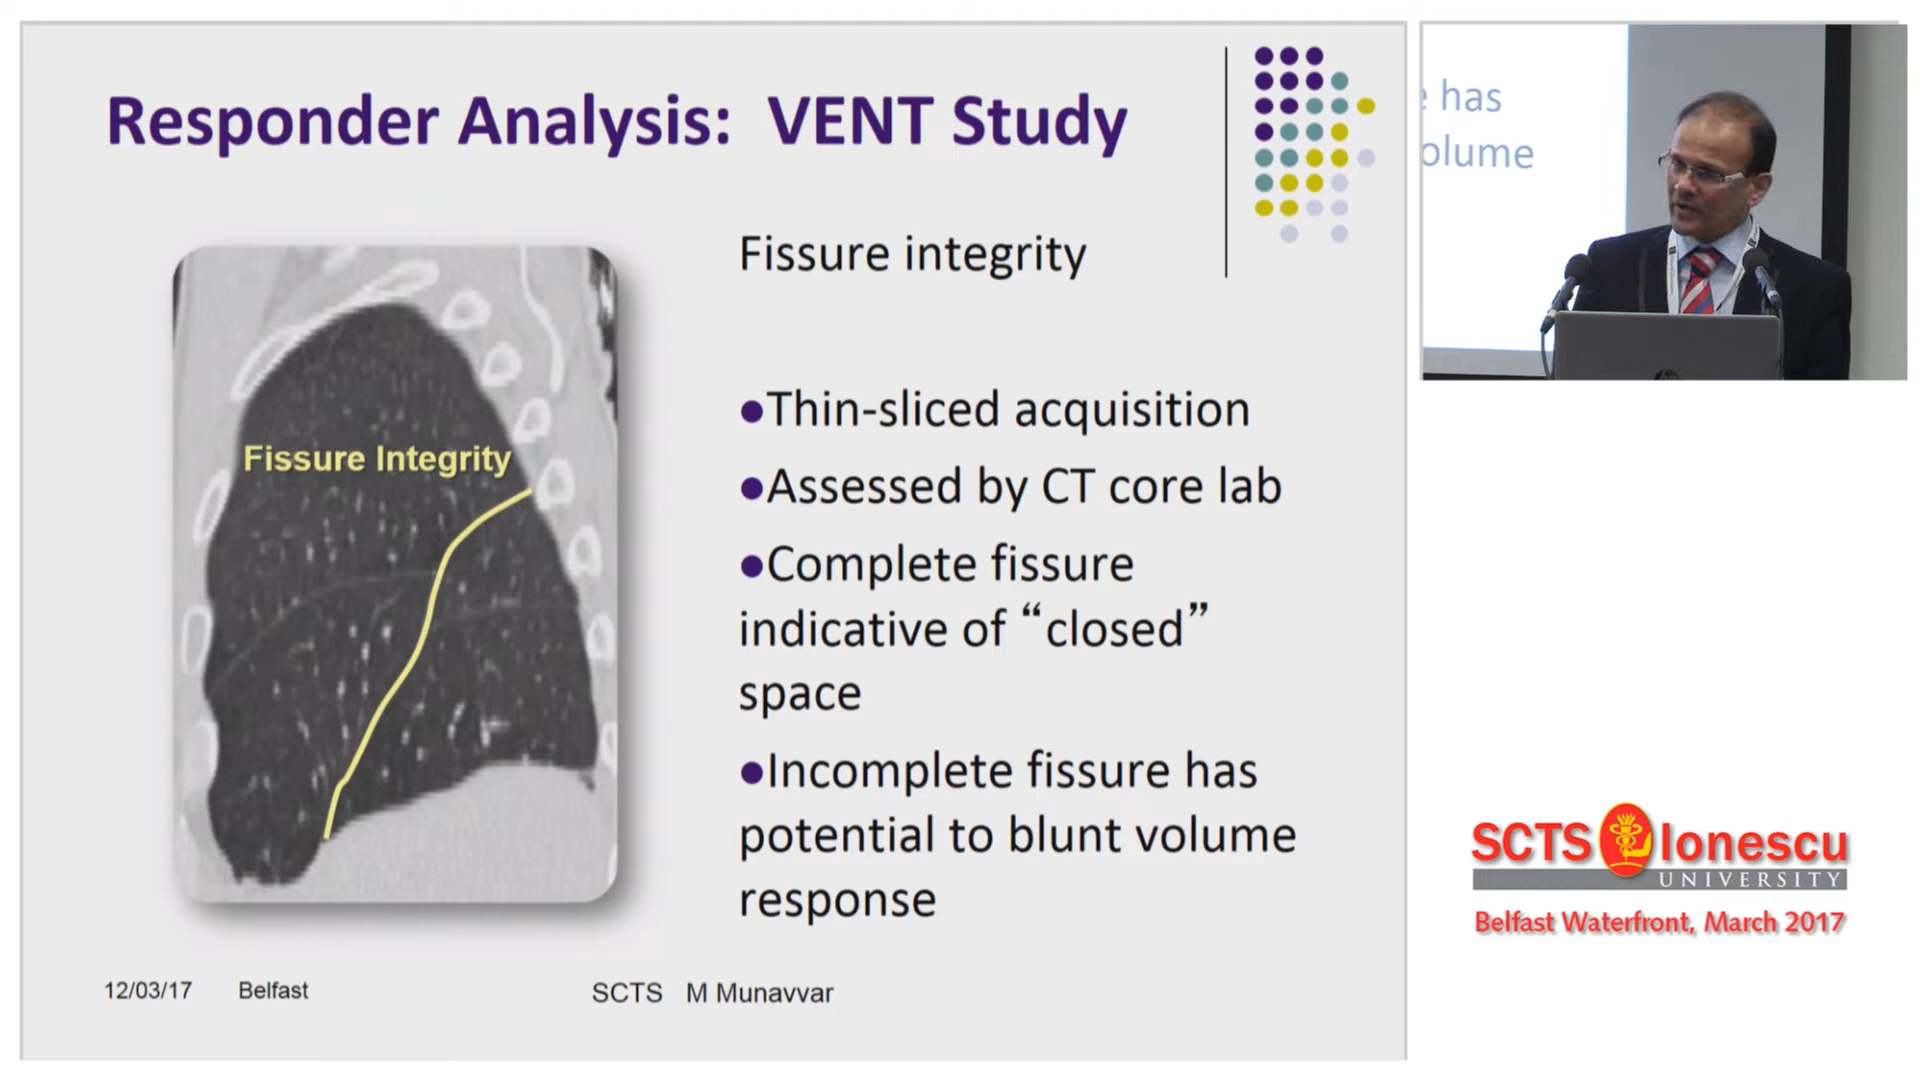 Responder Analysis:  VENT Study
Fissure integrity
Fissure Integrity
●Thin-sliced acquisition
●Assessed by CT core lab
●Complete fissure
indicative of “closed”
space
●Incomplete fissure has
potential to blunt volume
response
12/03/17 Belfast SCTS M Munavvar
has
olume
SCTS Ionescu
UNIVERSITY
Belfast Waterfront, March 2017